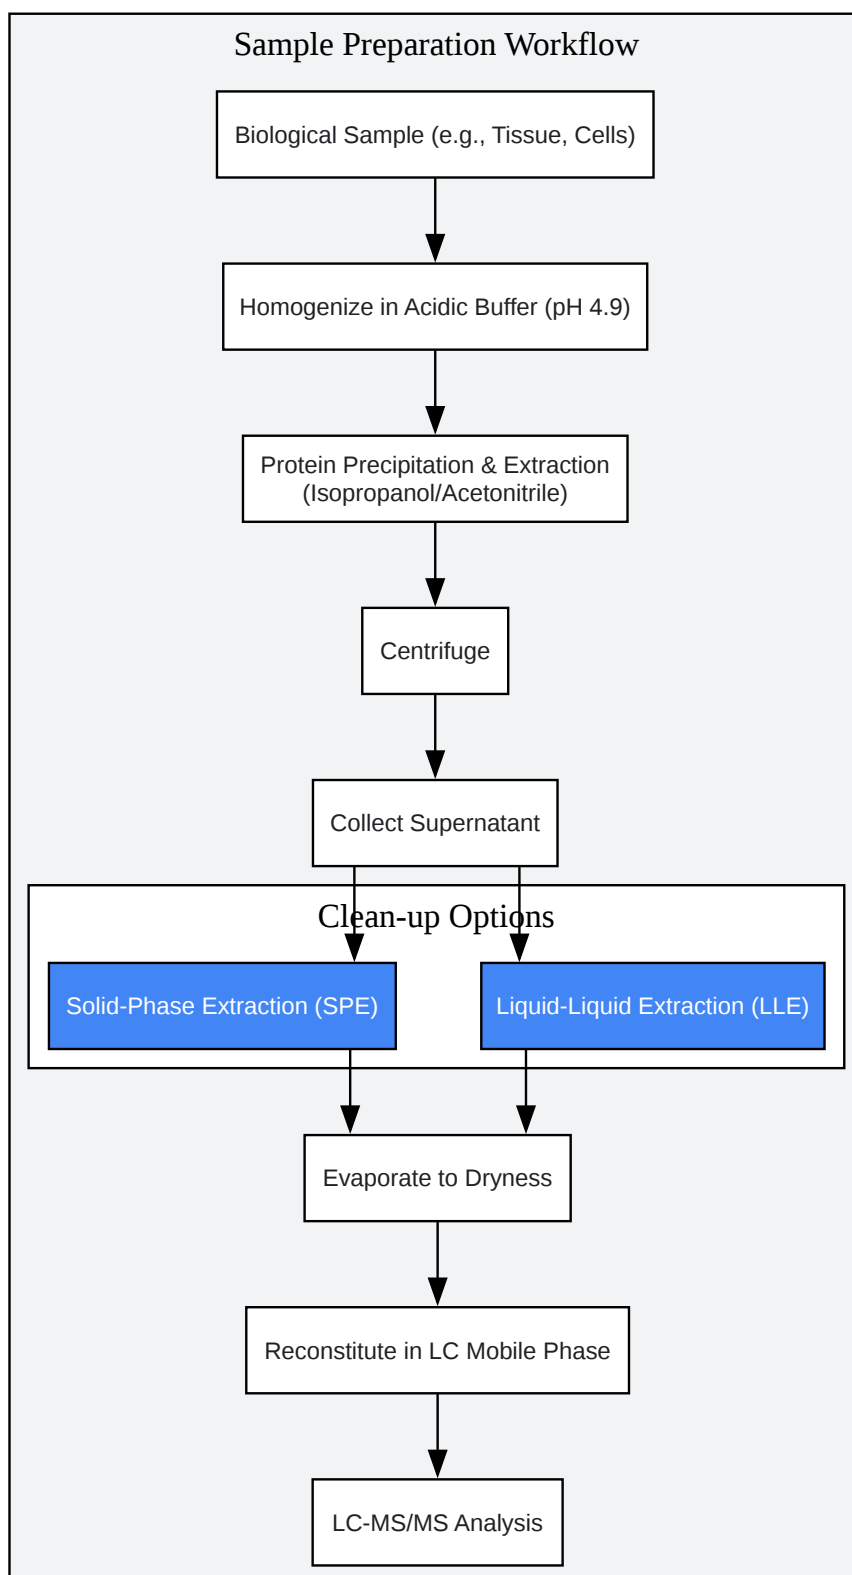 Sample Preparation Workflow
Biological Sample (e.g., Tissue, Cells)
Homogenize in Acidic Buffer (pH 4.9)
Protein Precipitation & Extraction
(Isopropanol/Acetonitrile)
Centrifuge
Collect Supernatant
Clean-up Options
Solid-Phase Extraction (SPE)
Liquid-Liquid Extraction (LLE)
Evaporate to Dryness
Reconstitute in LC Mobile Phase
LC-MS/MS Analysis